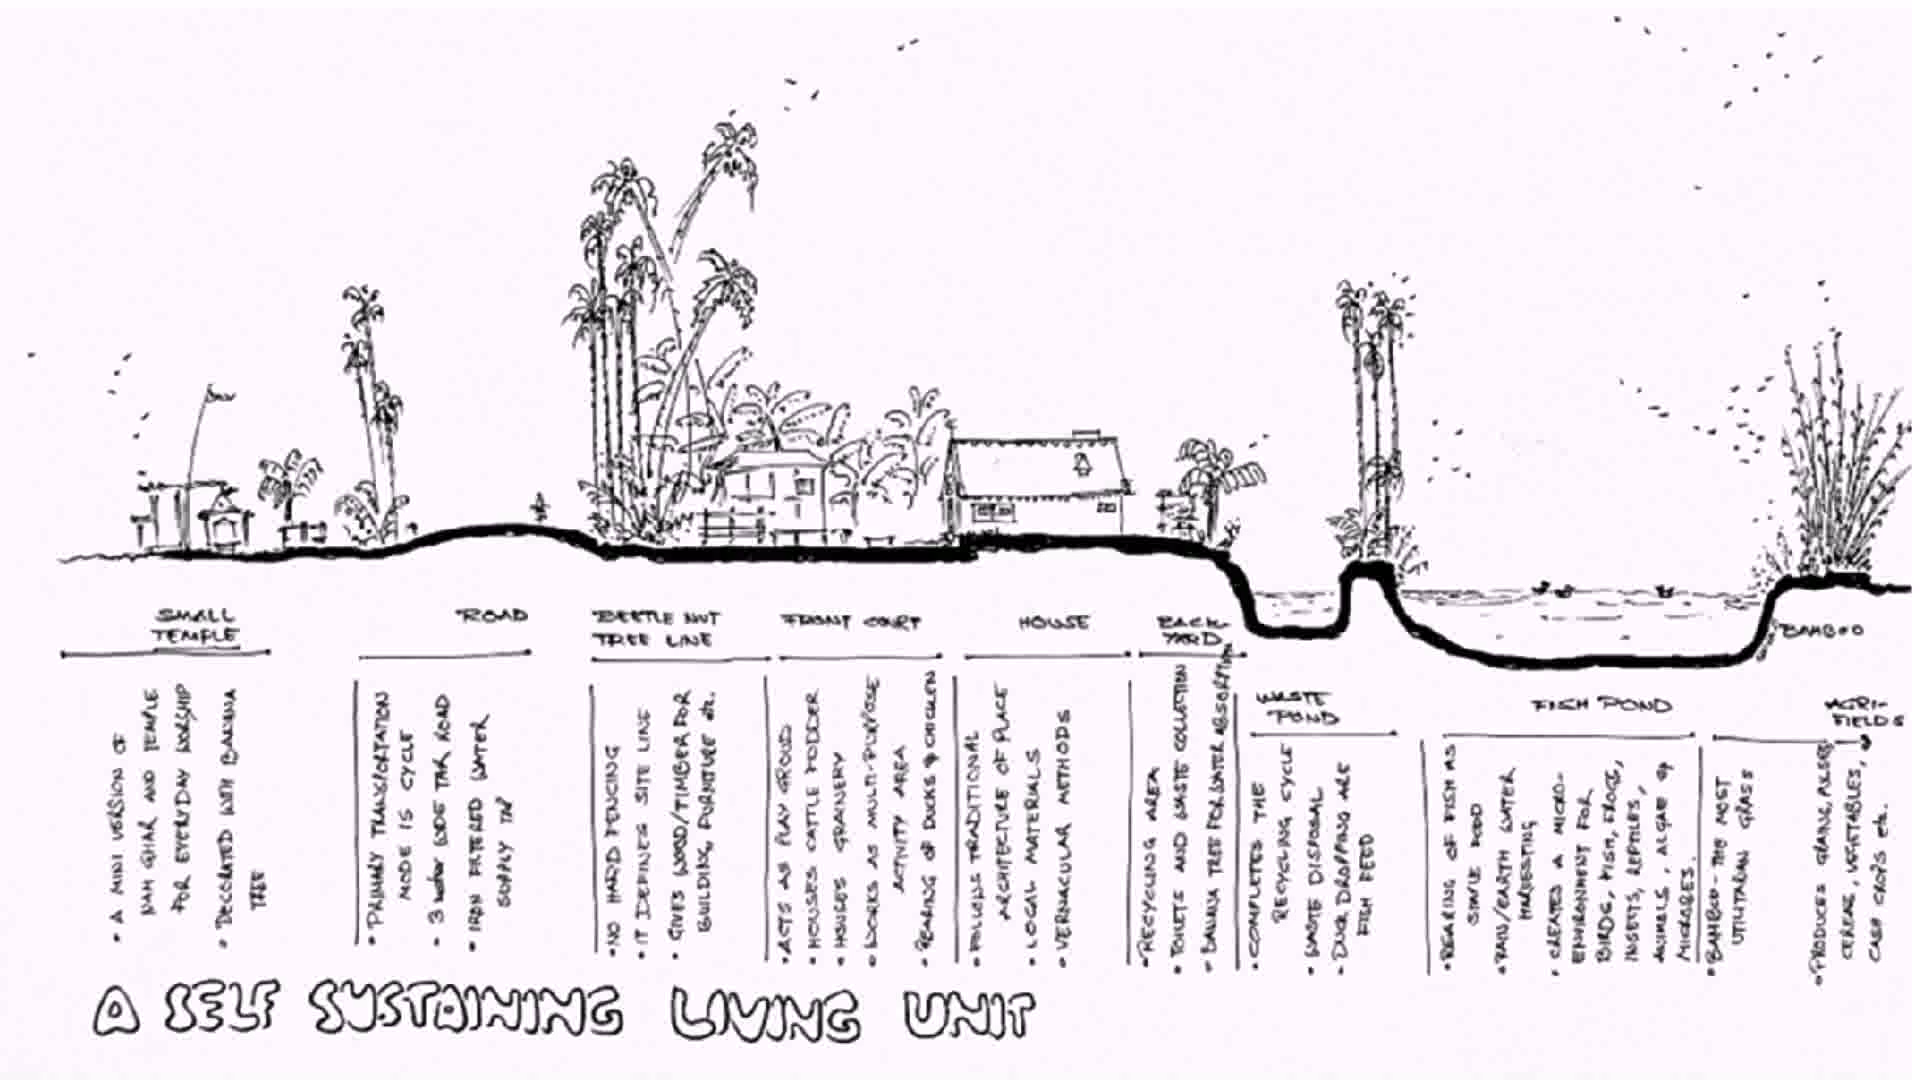 SMALL
TEMPLE
ROAD
BEETLE NUT
TREE LINE
FRONT COURT
HOUSE
BACK-
YARD
WASTE
POND
FISH POND
BAMBOO
AGRI-
FIELDS
• A MINI VERSION OF
NAM GHAR AND TEMPLE
FOR EVERYDAY WORSHIP
• DECORATED WITH BANANA
TREE
• PRIMARY TRANSPORTATION
MODE IS CYCLE
• 3 WIDE TAR ROAD
• IRON FILTERED WATER
SUPPLY TAP
• NO HARD FENCING
• IT DEFINES SITE LINE
• GIVES WOOD/TIMBER FOR
BUILDING, FURNITURE etc.
• ACTS AS PLAY GROUND
• HOUSES CATTLE FODDER
• HOUSES GRAINERY
• WORKS AS MULTI-PURPOSE
ACTIVITY AREA
• REARING OF DUCKS & CHICKEN
• FOLLOWS TRADITIONAL
ARCHITECTURE OF PLACE
• LOCAL MATERIALS
• VERNACULAR METHODS
• RECYCLING AREA
• TOILETS AND WASTE COLLECTION
• BANANA TREE FOR WATER ABSORPTION
• COMPLETES THE
RECYCLING CYCLE
• WASTE DISPOSAL
• DUCK DROPPING ARE
FISH FEED
• REARING OF FISH AS
STAPLE FOOD
• RAIN/EARTH WATER
HARVESTING
• CREATES A MICRO-
ENVIRONMENT FOR
BIRDS, FISH, FROGS,
INSECTS, REPTILES,
ANIMALS, ALGAE &
MICROBES.
• BAMBOO - THE MOST
UTILITARIAN GRASS
• PRODUCES GRAINS, PULSES
CEREAL, VEGETABLES,
CASH CROPS etc.
A SELF SUSTAINING LIVING UNIT